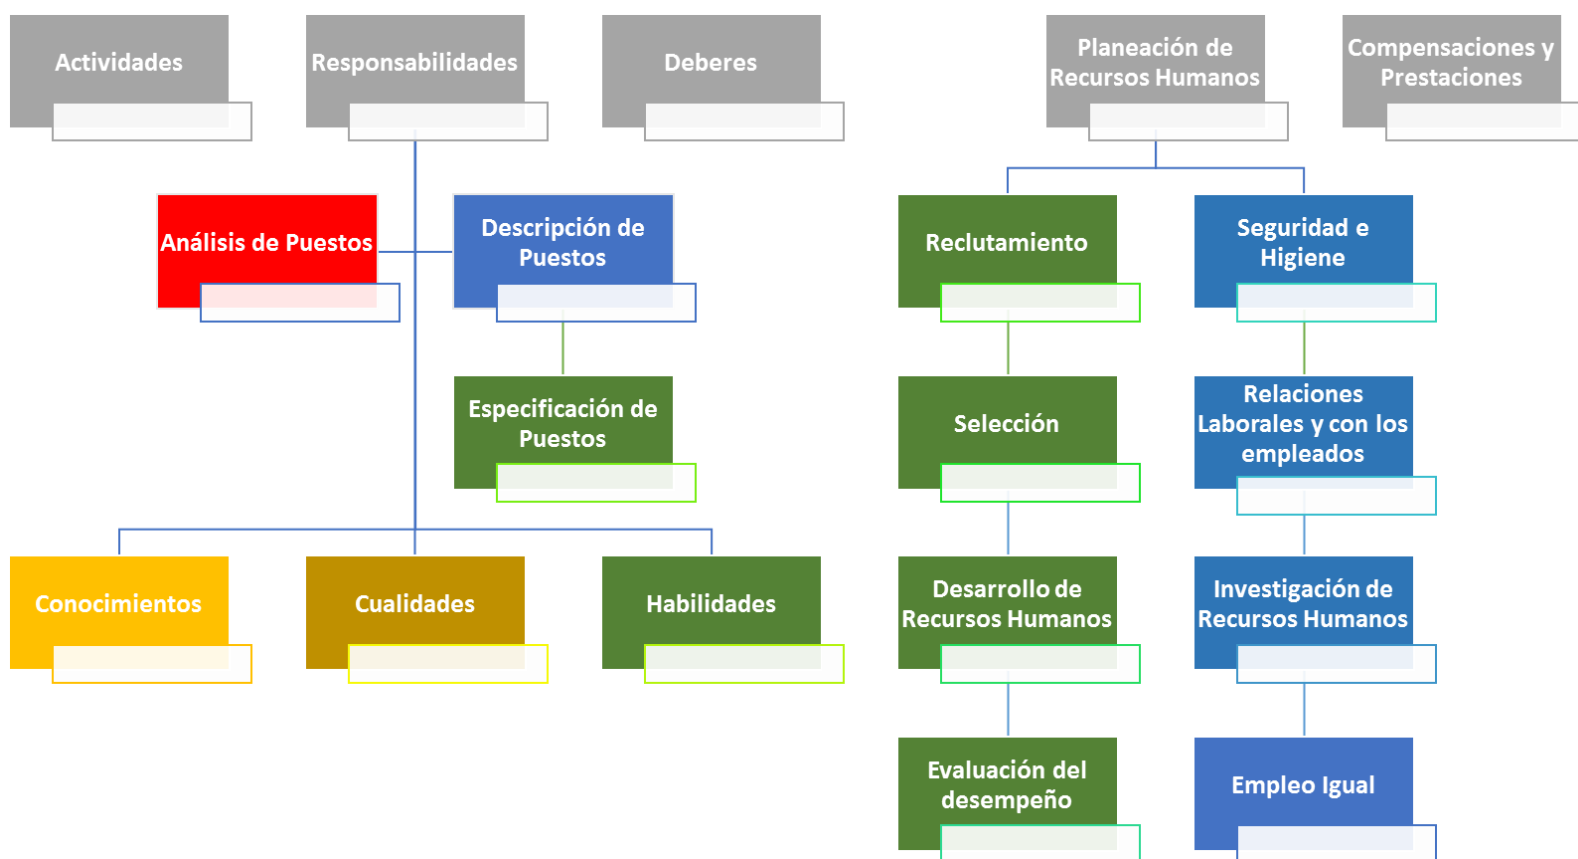 Actividades
Responsabilidades
Deberes
Planeación de
Recursos Humanos
Compensaciones y
Prestaciones
Análisis de Puestos
Descripción de
Puestos
Reclutamiento
Seguridad e
Higiene
Especificación de
Puestos
Selección
Relaciones
Laborales y con los
empleados
Conocimientos
Cualidades
Habilidades
Desarrollo de
Recursos Humanos
Investigación de
Recursos Humanos
Evaluación del
desempeño
Empleo Igual